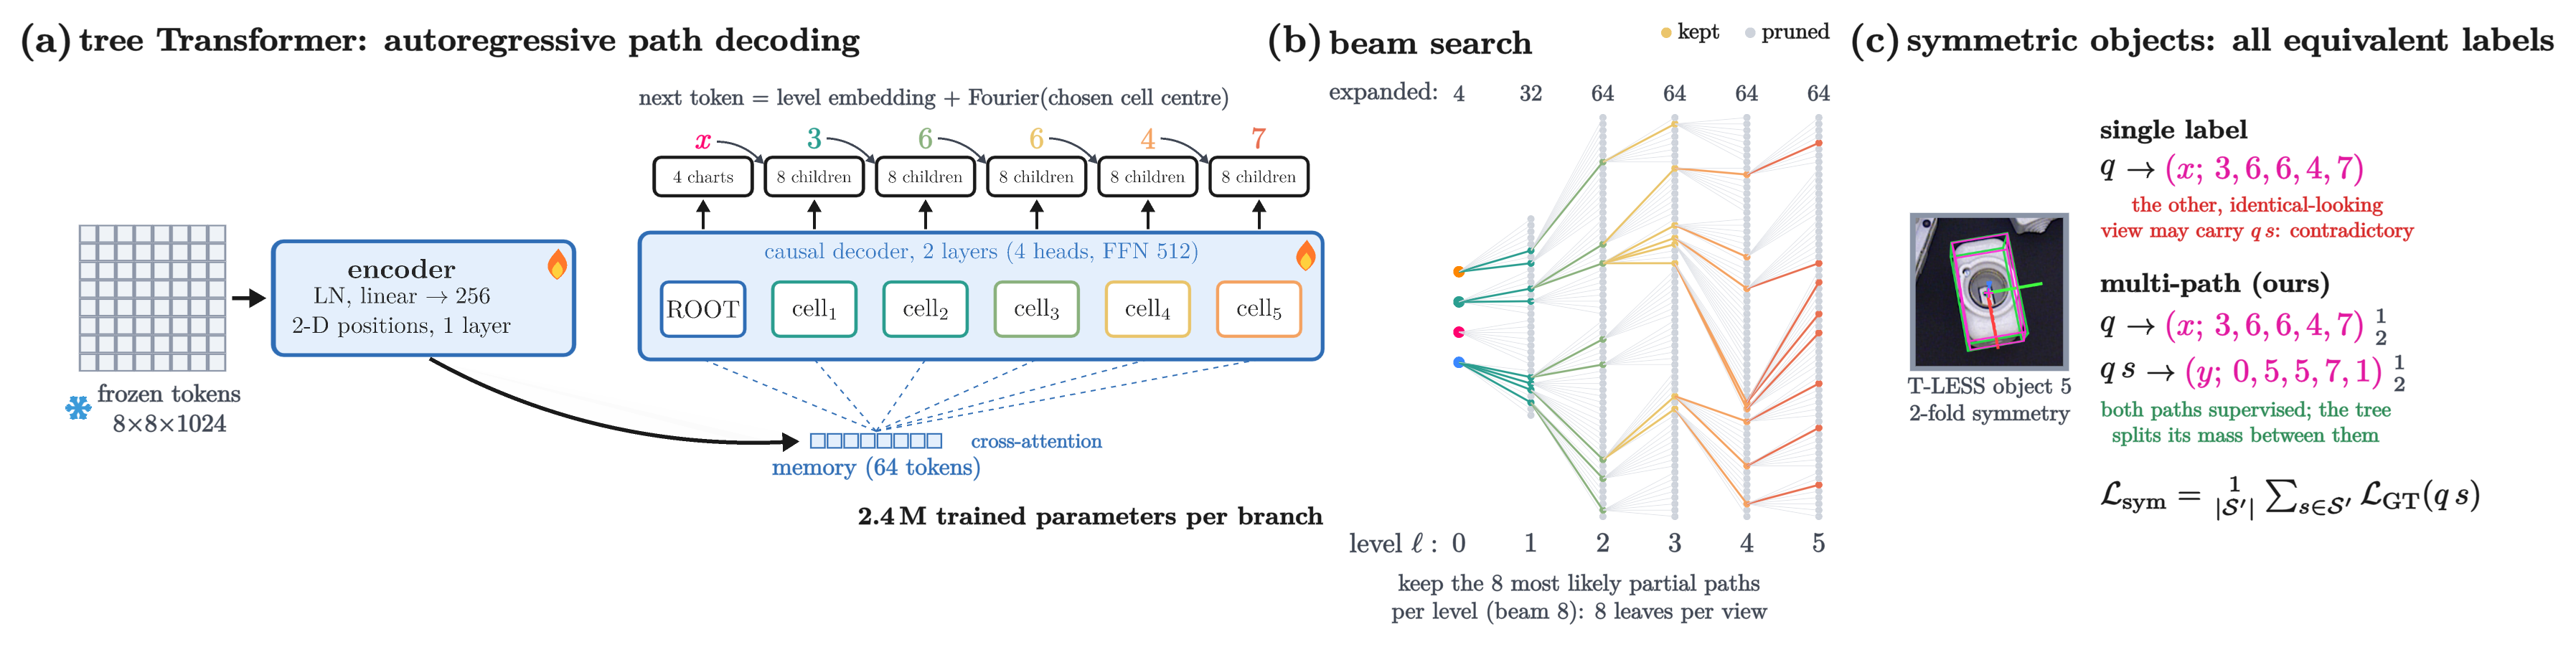 (a) tree Transformer: autoregressive path decoding
next token = level embedding + Fourier(chosen cell centre)
x 3 6 6 4 7
4 charts 8 children 8 children 8 children 8 children 8 children
causal decoder, 2 layers (4 heads, FFN 512)
ROOT cell₁ cell₂ cell₃ cell₄ cell₅
encoder
LN, linear → 256
2-D positions, 1 layer
frozen tokens
8×8×1024
cross-attention
memory (64 tokens)
2.4 M trained parameters per branch
(b) beam search
kept pruned
expanded: 4 32 64 64 64 64
level ℓ : 0 1 2 3 4 5
keep the 8 most likely partial paths
per level (beam 8): 8 leaves per view
(c) symmetric objects: all equivalent labels
T-LESS object 5
2-fold symmetry
single label
q → (x; 3, 6, 6, 4, 7)
the other, identical-looking
view may carry q s: contradictory
multi-path (ours)
q → (x; 3, 6, 6, 4, 7) 1/2
q s → (y; 0, 5, 5, 7, 1) 1/2
both paths supervised; the tree
splits its mass between them
ℒ_sym = 1/|𝒮′| ∑_{s∈𝒮′} ℒ_GT(q s)